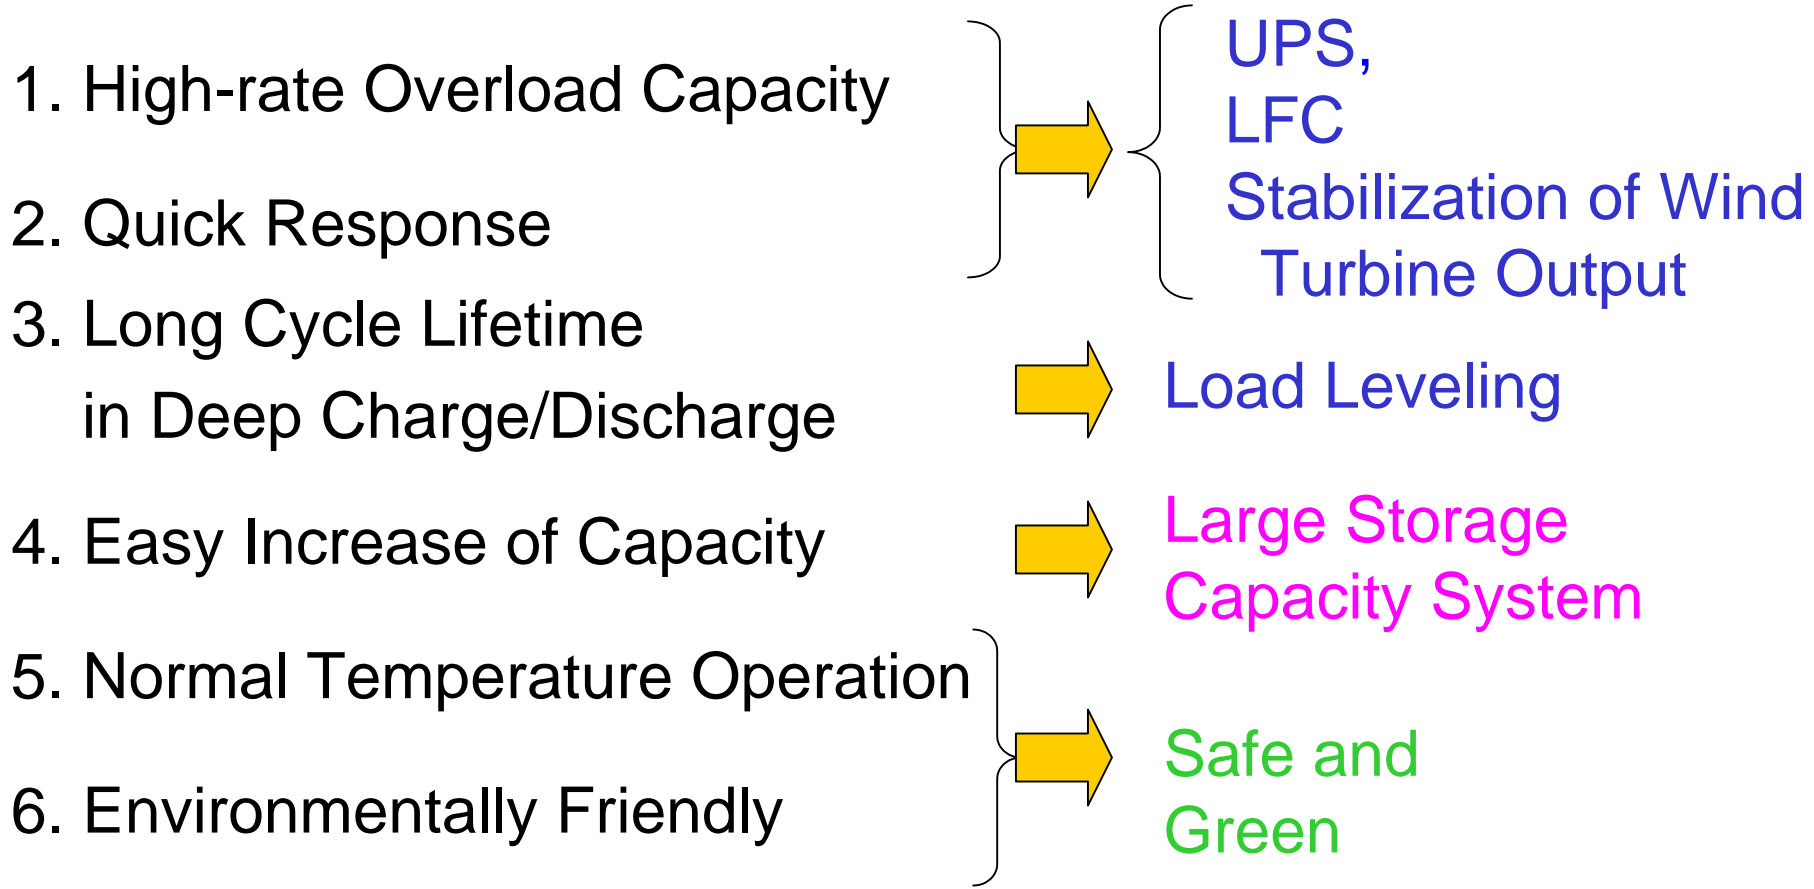 1. High-rate Overload Capacity
2. Quick Response
3. Long Cycle Lifetime
in Deep Charge/Discharge
4. Easy Increase of Capacity
5. Normal Temperature Operation
6. Environmentally Friendly
UPS,
LFC
Stabilization of Wind
Turbine Output
Load Leveling
Large Storage
Capacity System
Safe and
Green